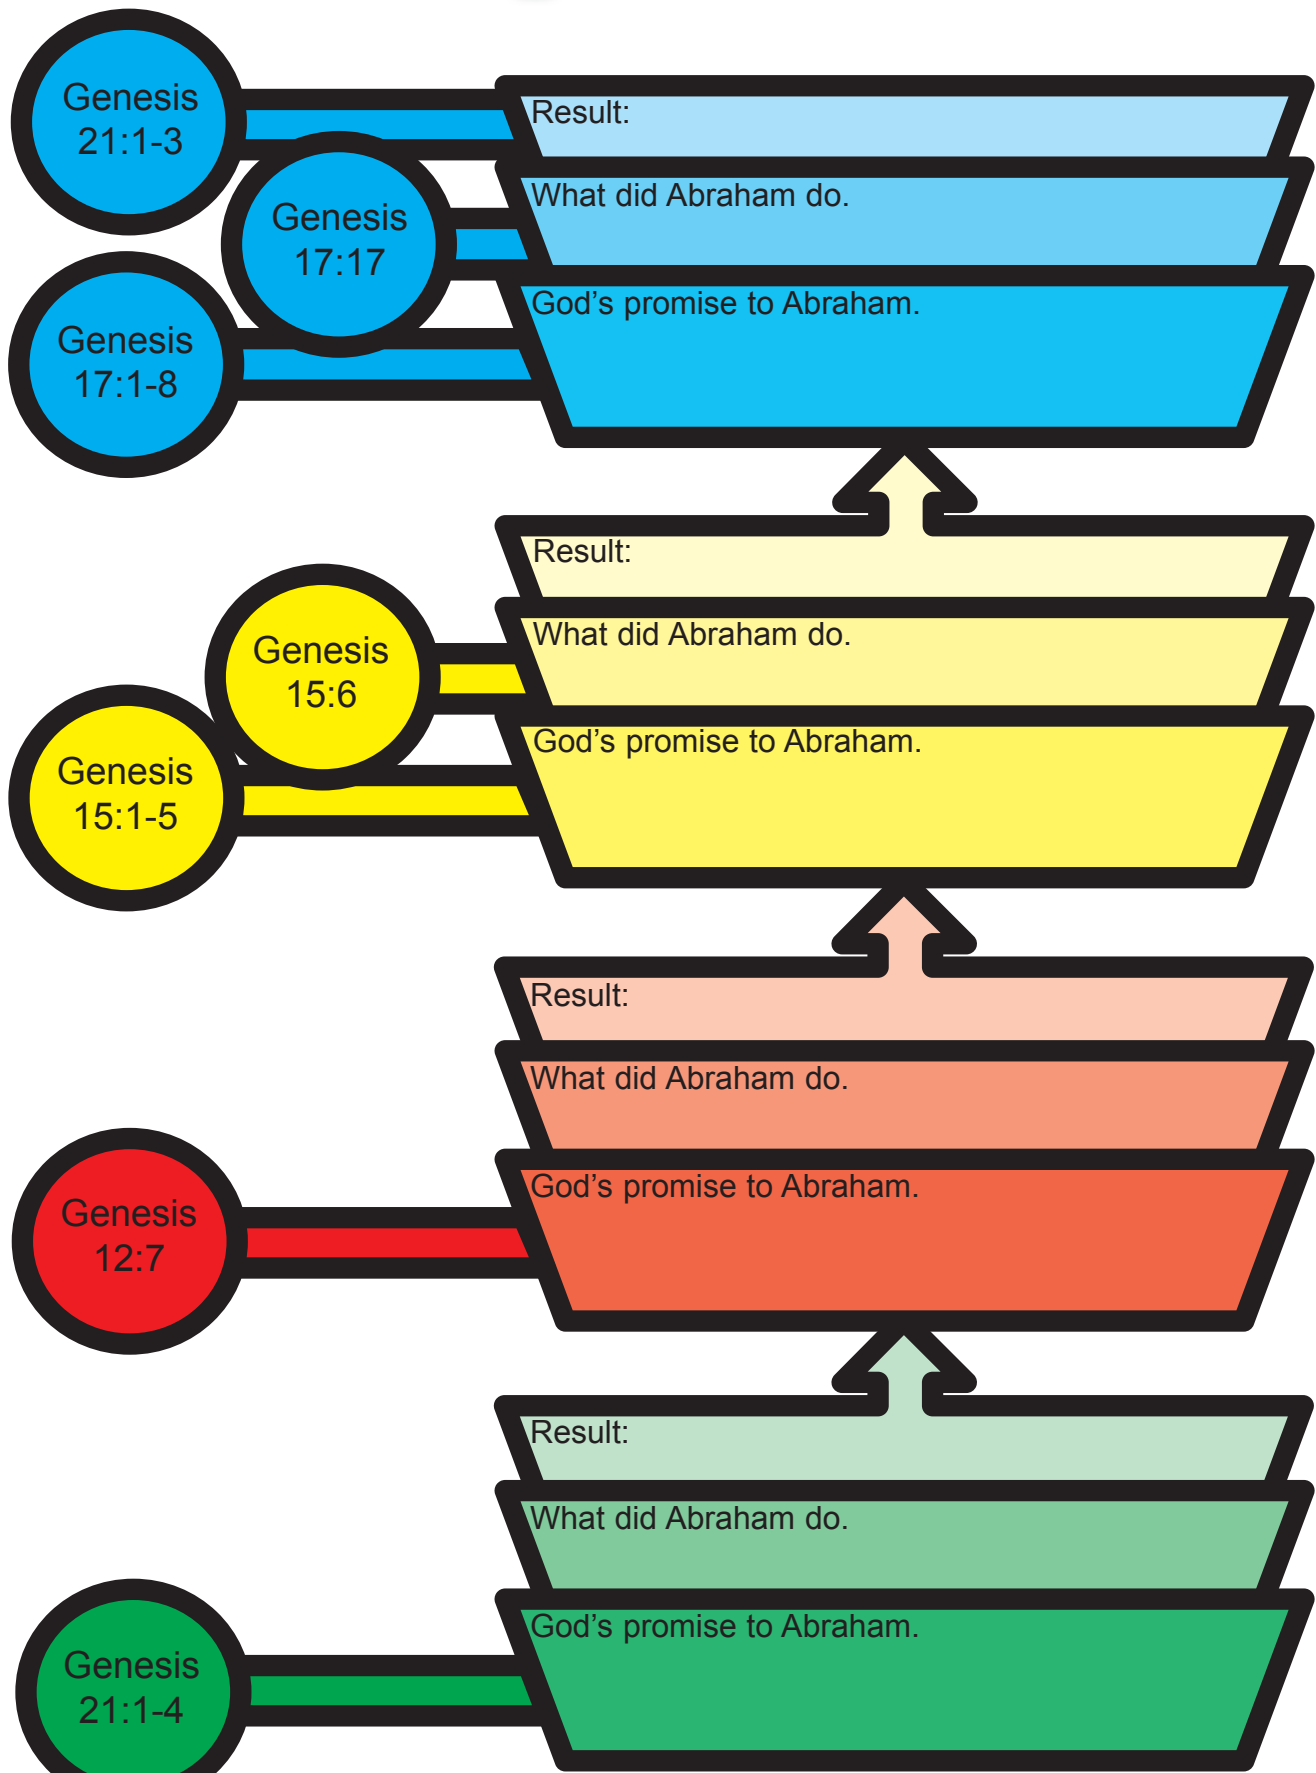 Genesis
21:1-3
Result:
Genesis
17:17
What did Abraham do.
Genesis
17:1-8
God's promise to Abraham.
Result:
Genesis
15:6
What did Abraham do.
Genesis
15:1-5
God's promise to Abraham.
Result:
What did Abraham do.
Genesis
12:7
God's promise to Abraham.
Result:
What did Abraham do.
Genesis
21:1-4
God's promise to Abraham.